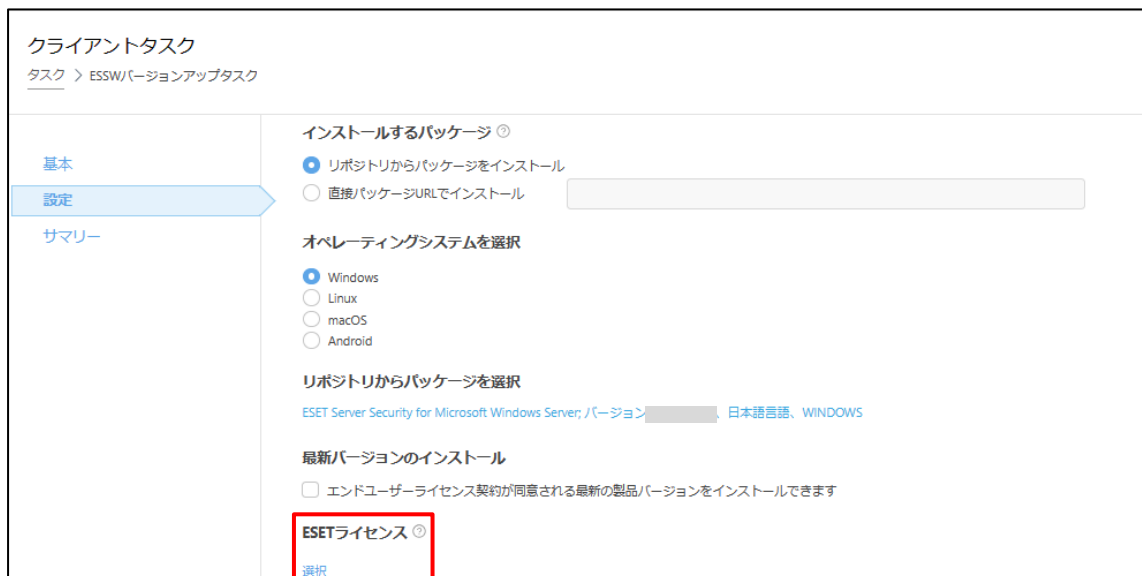 クライアントタスク
タスク > ESSWバージョンアップタスク
基本
設定
サマリー
インストールするパッケージ ?
リポジトリからパッケージをインストール
直接パッケージURLでインストール
オペレーティングシステムを選択
Windows
Linux
macOS
Android
リポジトリからパッケージを選択
ESET Server Security for Microsoft Windows Server; バージョン 、日本語言語、WINDOWS
最新バージョンのインストール
エンドユーザーライセンス契約が同意される最新の製品バージョンをインストールできます
ESETライセンス ?
選択